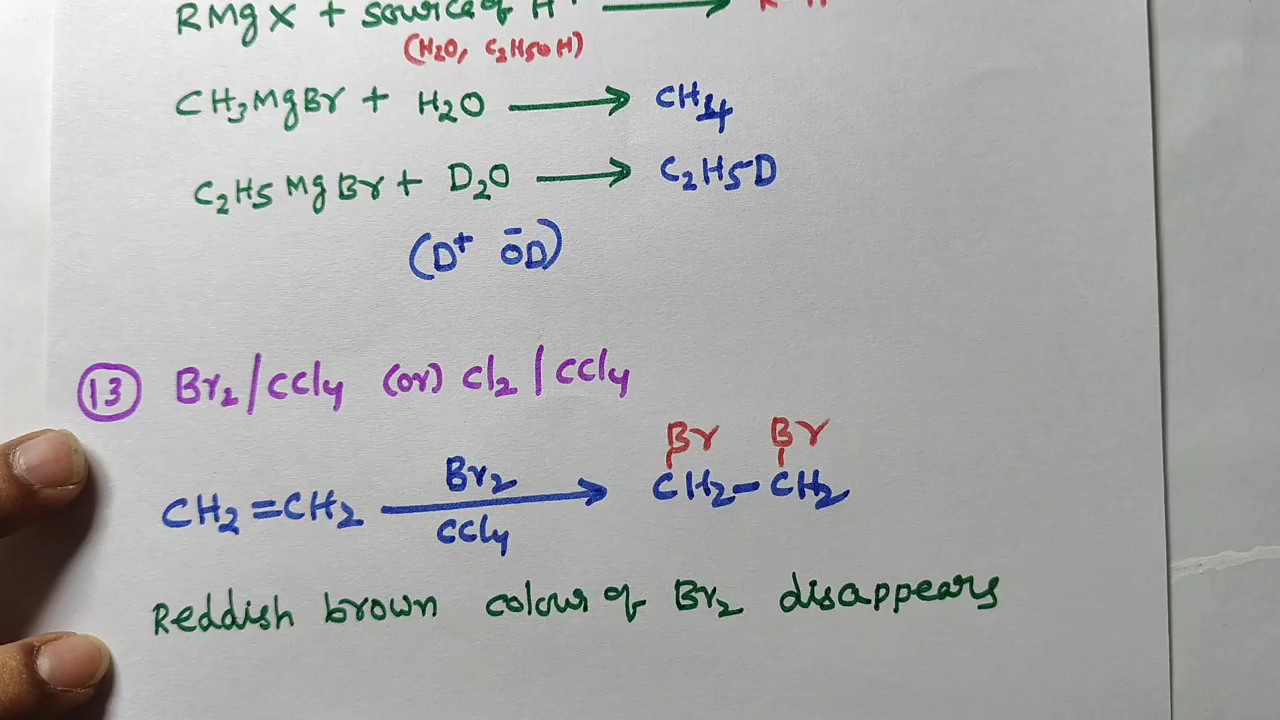 RMgX + source of H⁺ ⟶ R-H
(H₂O, C₂H₅OH)
CH₃MgBr + H₂O ⟶ CH₄
C₂H₅MgBr + D₂O ⟶ C₂H₅D
(D⁺ ⁻OD)
13 Br₂/CCl₄ (or) Cl₂/CCl₄
Br Br
CH₂=CH₂ ⟶ CH₂-CH₂
Br₂
CCl₄
Reddish brown colour of Br₂ disappears